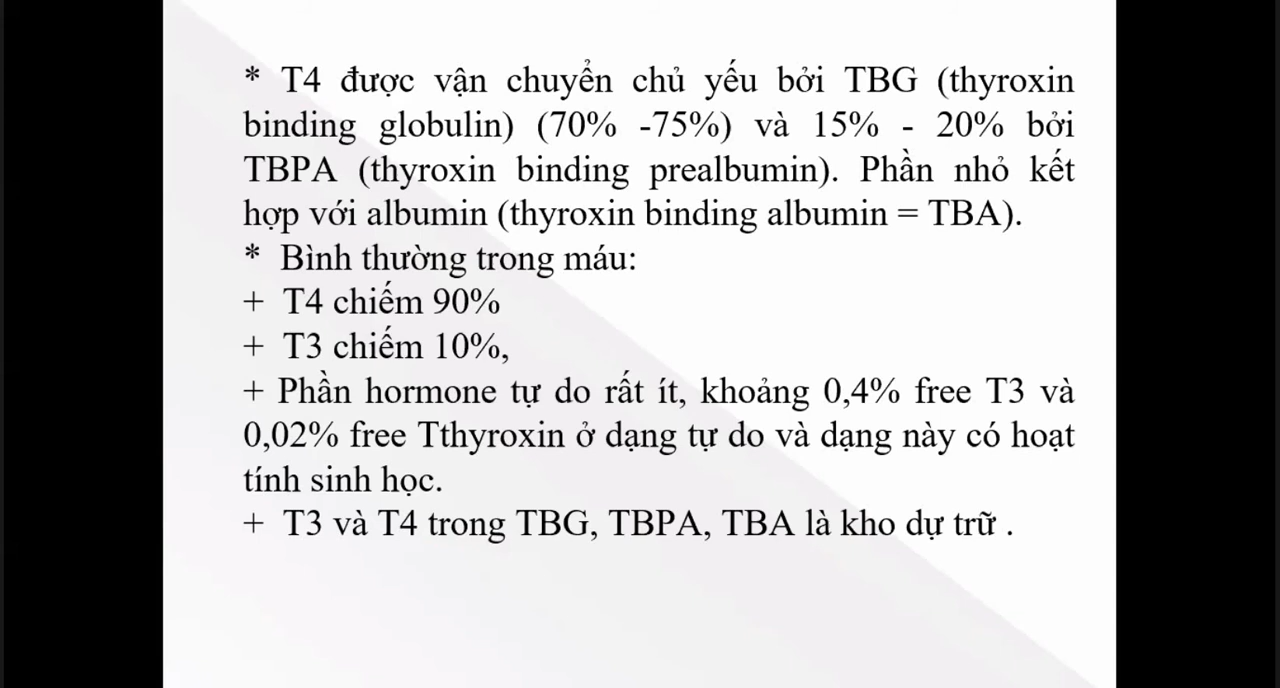 * T4 được vận chuyển chủ yếu bởi TBG (thyroxin
binding globulin) (70% -75%) và 15% - 20% bởi
TBPA (thyroxin binding prealbumin). Phần nhỏ kết
hợp với albumin (thyroxin binding albumin = TBA).
* Bình thường trong máu:
+ T4 chiếm 90%
+ T3 chiếm 10%,
+ Phần hormone tự do rất ít, khoảng 0,4% free T3 và
0,02% free Tthyroxin ở dạng tự do và dạng này có hoạt
tính sinh học.
+ T3 và T4 trong TBG, TBPA, TBA là kho dự trữ .